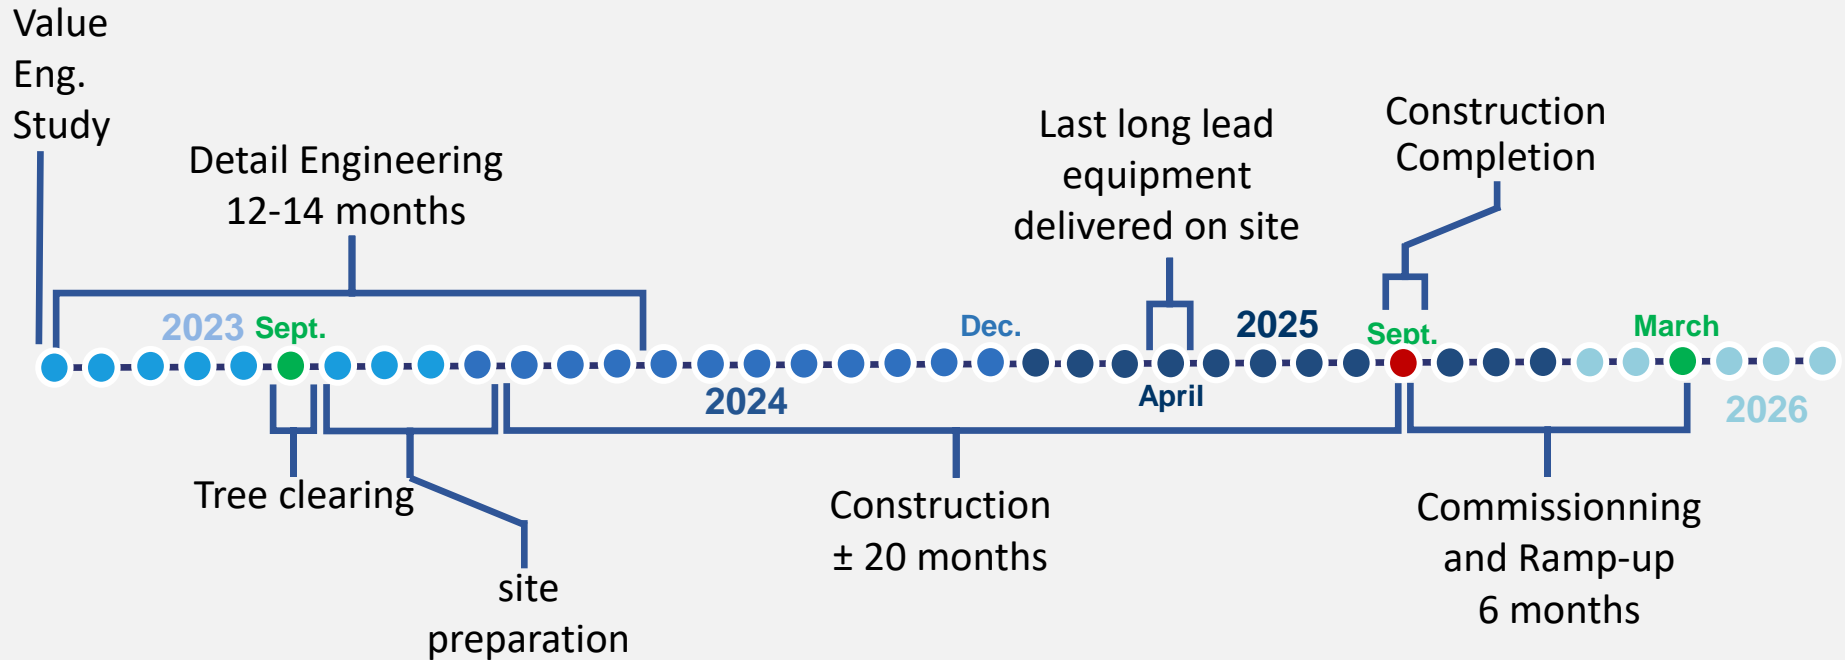 Value
Eng.
Study
Detail Engineering
12-14 months
Last long lead
equipment
delivered on site
Construction
Completion
2023 Sept.
Dec.
2025
Sept.
March
2024
April
2026
Tree clearing
site
preparation
Construction
± 20 months
Commissionning
and Ramp-up
6 months